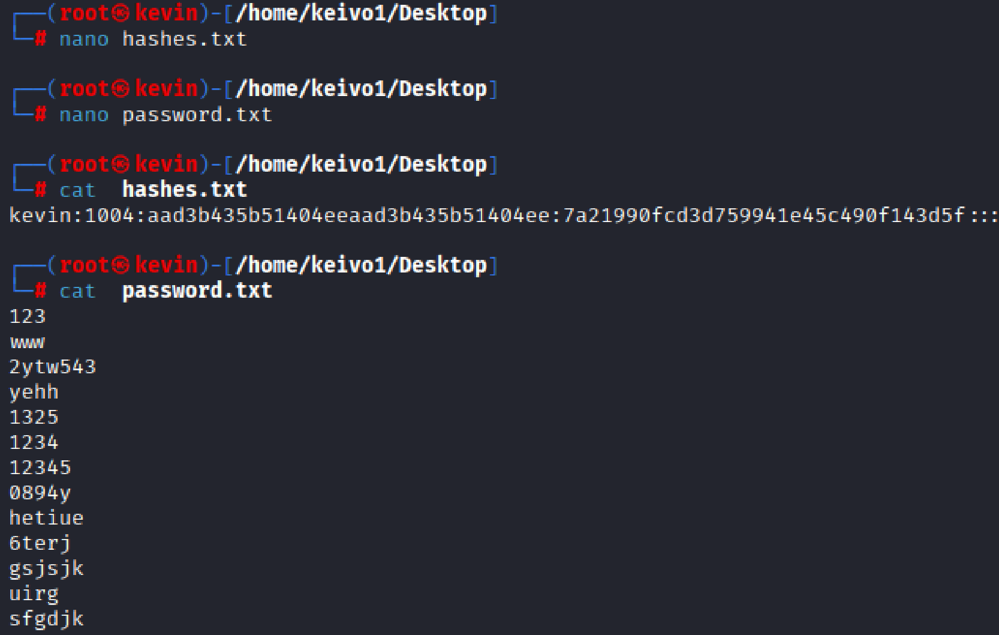 ┌──(root㉿kevin)-[/home/keivo1/Desktop]
└─# nano hashes.txt
┌──(root㉿kevin)-[/home/keivo1/Desktop]
└─# nano password.txt
┌──(root㉿kevin)-[/home/keivo1/Desktop]
└─# cat  hashes.txt
kevin:1004:aad3b435b51404eeaad3b435b51404ee:7a21990fcd3d759941e45c490f143d5f:::
┌──(root㉿kevin)-[/home/keivo1/Desktop]
└─# cat  password.txt
123
www
2ytw543
yehh
1325
1234
12345
0894y
hetiue
6terj
gsjsjk
uirg
sfgdjk